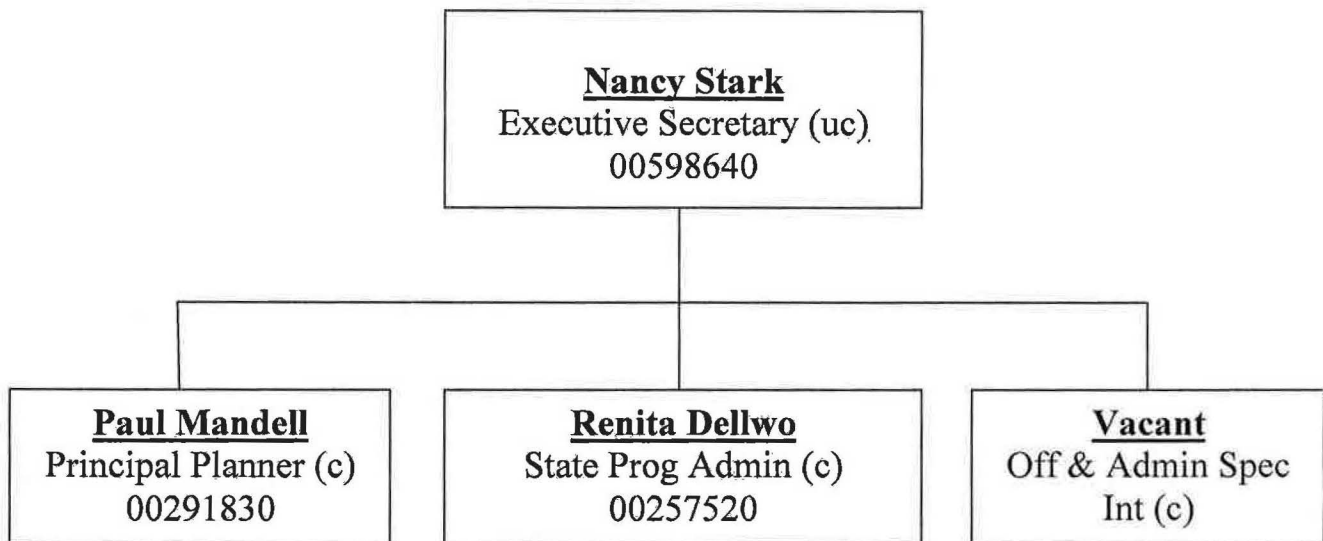 Nancy Stark
Executive Secretary (uc)
00598640
Paul Mandell
Principal Planner (c)
00291830
Renita Dellwo
State Prog Admin (c)
00257520
Vacant
Off & Admin Spec
Int (c)